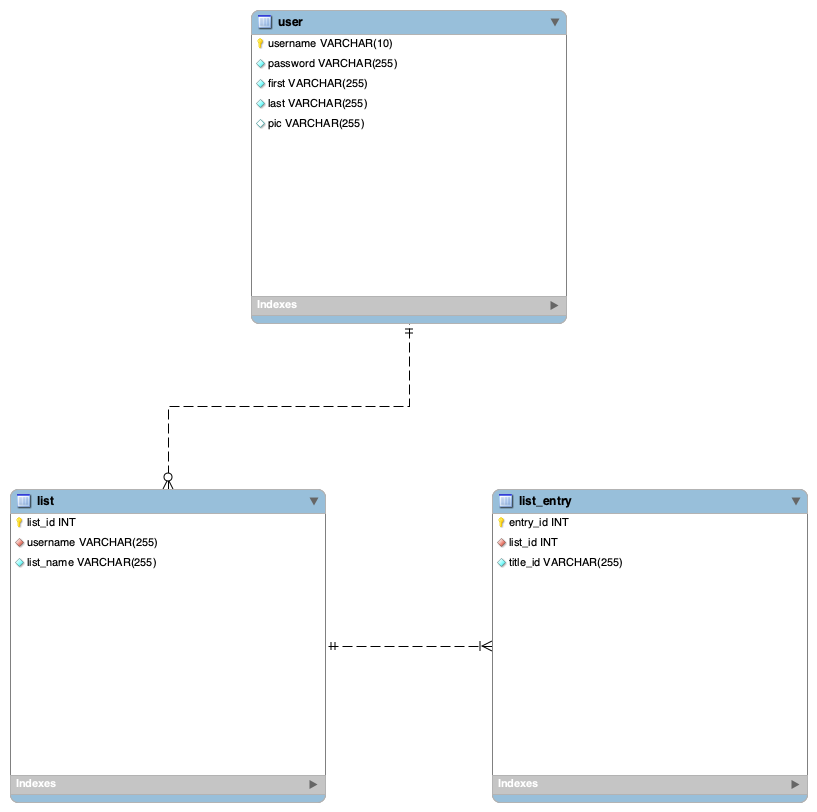 user
username VARCHAR(10)
password VARCHAR(255)
first VARCHAR(255)
last VARCHAR(255)
pic VARCHAR(255)
Indexes
list
list_id INT
username VARCHAR(255)
list_name VARCHAR(255)
Indexes
list_entry
entry_id INT
list_id INT
title_id VARCHAR(255)
Indexes